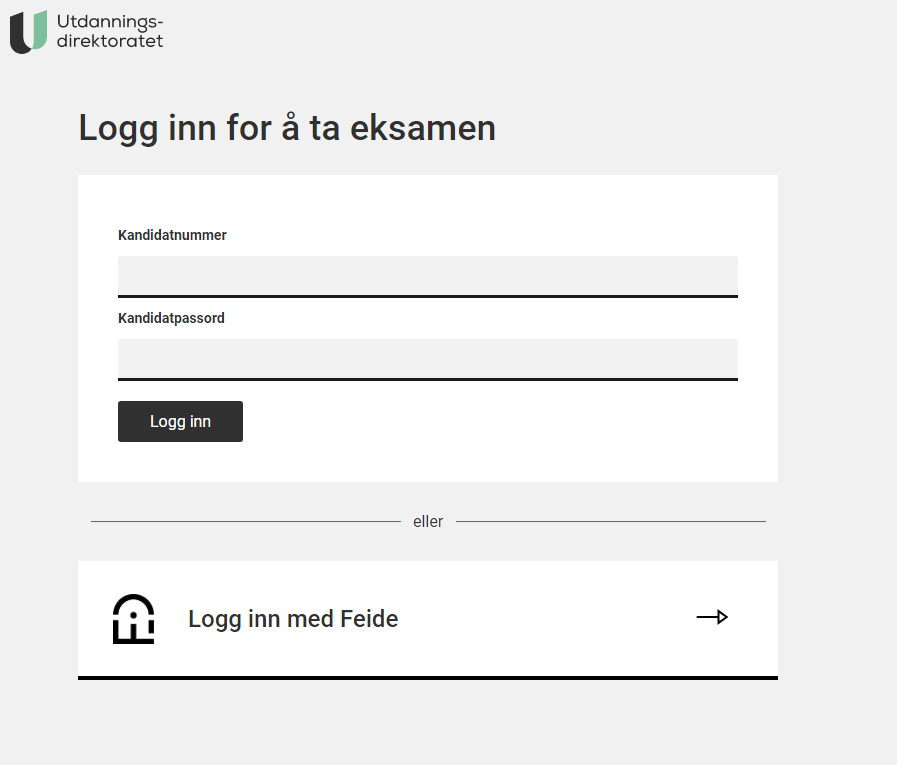 Utdannings-
direktoratet
Logg inn for å ta eksamen
Kandidatnummer
Kandidatpassord
Logg inn
eller
Logg inn med Feide